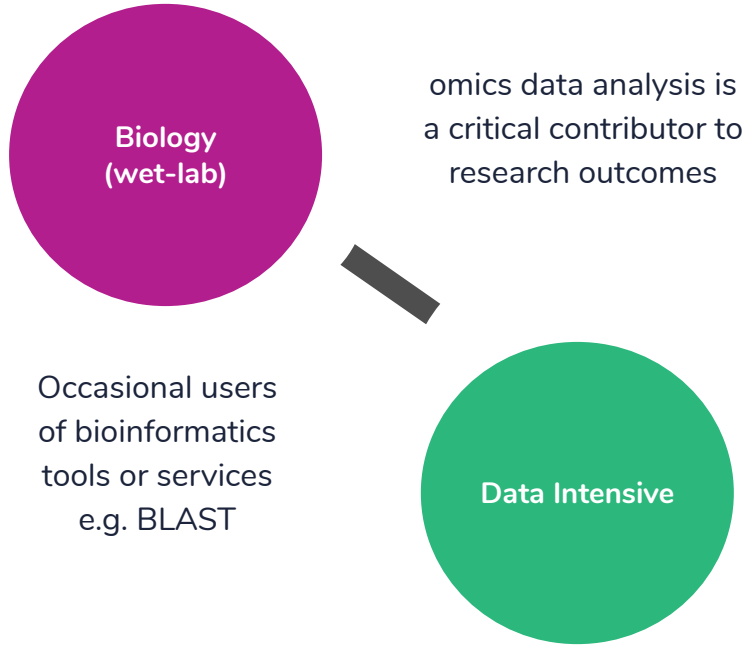 Biology
(wet-lab)
omics data analysis is
a critical contributor to
research outcomes
Occasional users
of bioinformatics
tools or services
e.g. BLAST
Data Intensive